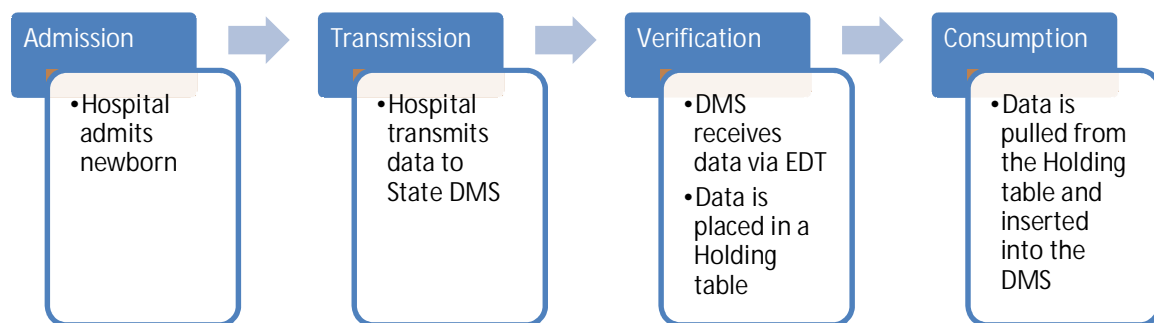 Admission
•Hospital
admits
newborn
Transmission
•Hospital
transmits
data to
State DMS
Verification
•DMS
receives
data via EDT
•Data is
placed in a
Holding
table
Consumption
•Data is
pulled from
the Holding
table and
inserted
into the
DMS